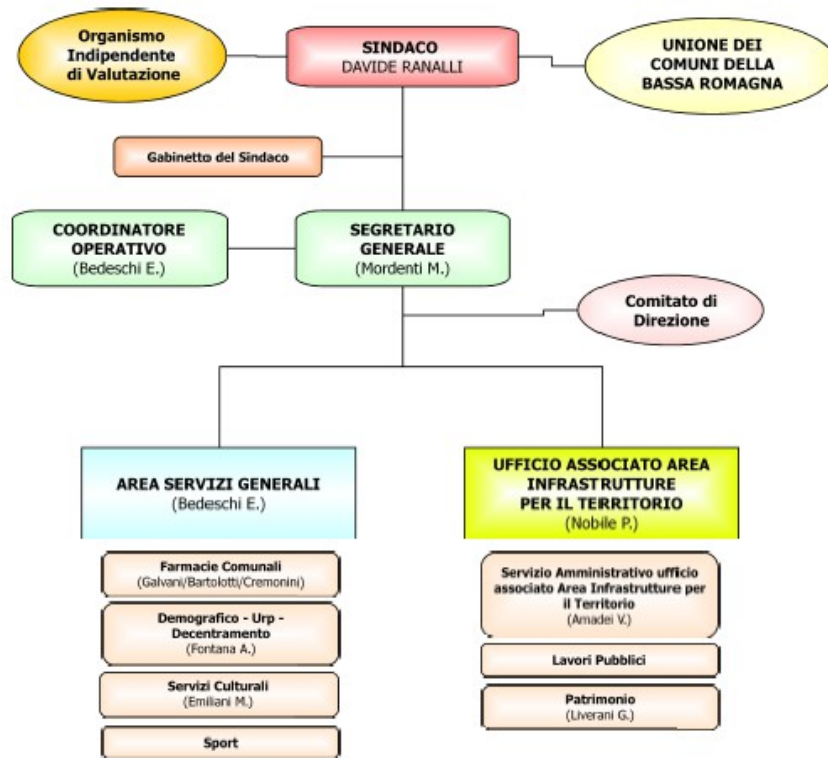 Organismo
Indipendente
di Valutazione
SINDACO
DAVIDE RANALLI
UNIONE DEI
COMUNI DELLA
BASSA ROMAGNA
Gabinetto del Sindaco
COORDINATORE
OPERATIVO
(Bedeschi E.)
SEGRETARIO
GENERALE
(Mordenti M.)
Comitato di
Direzione
AREA SERVIZI GENERALI
(Bedeschi E.)
UFFICIO ASSOCIATO AREA
INFRASTRUTTURE
PER IL TERRITORIO
(Nobile P.)
Farmacie Comunali
(Galvani/Bartolotti/Cremonini)
Demografico - Urp -
Decentramento
(Fontana A.)
Servizi Culturali
(Emiliani M.)
Sport
Servizio Amministrativo ufficio
associato Area Infrastrutture per
il Territorio
(Amadei V.)
Lavori Pubblici
Patrimonio
(Liverani G.)